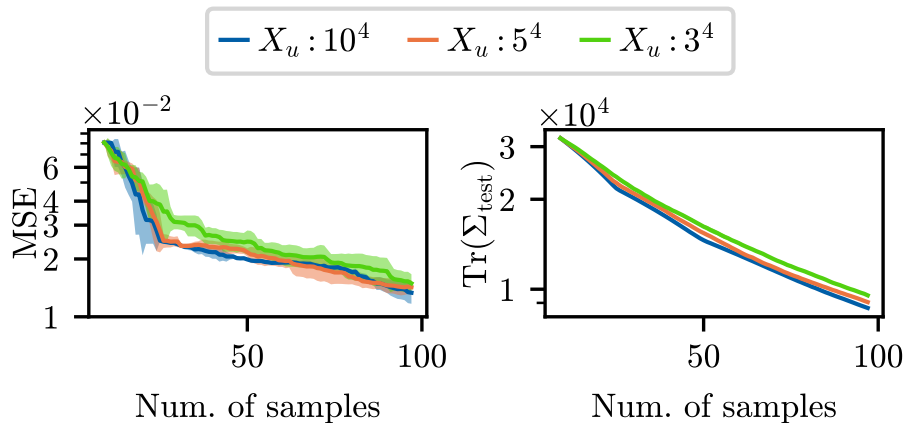 X_u : 10^4 X_u : 5^4 X_u : 3^4
×10^−2
MSE
6
4
3
2
1
50 100
Num. of samples
×10^4
Tr(Σ_test)
3
2
1
50 100
Num. of samples